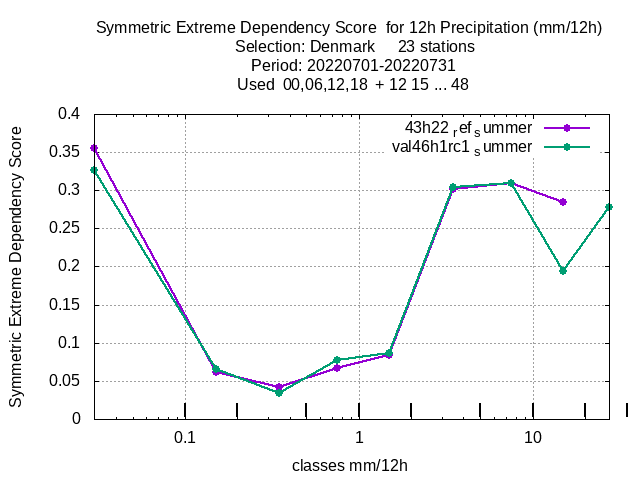 Symmetric Extreme Dependency Score for 12h Precipitation (mm/12h)
Selection: Denmark 23 stations
Period: 20220701-20220731
Used 00,06,12,18 + 12 15 ... 48
43h22refsummer
val46h1rc1summer
Symmetric Extreme Dependency Score
0.4
0.35
0.3
0.25
0.2
0.15
0.1
0.05
0
0.1 1 10
classes mm/12h